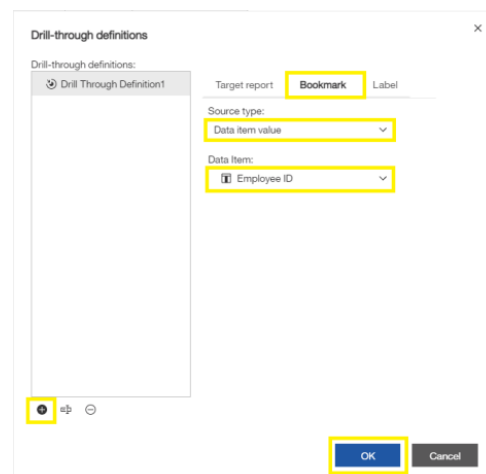 Drill-through definitions
Drill-through definitions:
Drill Through Definition1
Target report Bookmark Label
Source type:
Data item value
Data Item:
Employee ID
OK Cancel